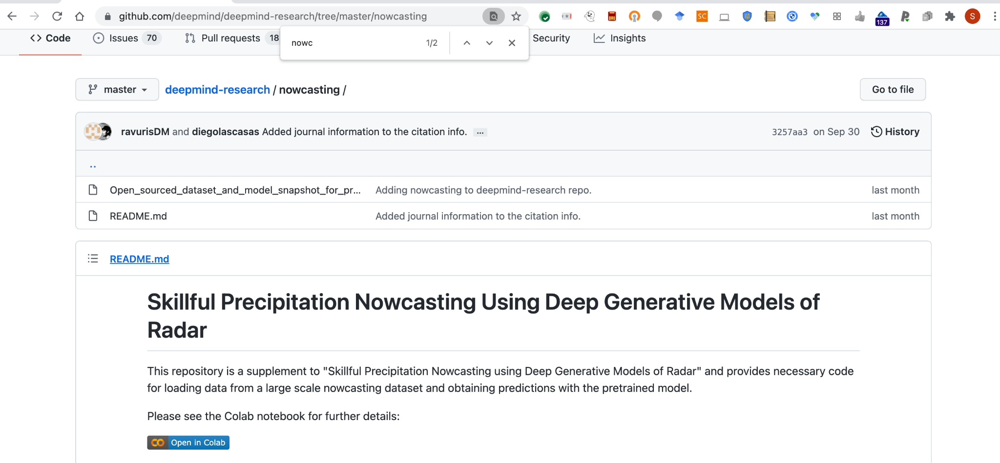 github.com/deepmind/deepmind-research/tree/master/nowcasting
SC
137
S
Code
Issues 70
Pull requests 18
nowc
1/2
Security
Insights
master
deepmind-research / nowcasting /
Go to file
ravurisDM and diegolascasas Added journal information to the citation info. ...
3257aa3 on Sep 30
History
..
Open_sourced_dataset_and_model_snapshot_for_pr... Adding nowcasting to deepmind-research repo. last month
README.md Added journal information to the citation info. last month
README.md
Skillful Precipitation Nowcasting Using Deep Generative Models of
Radar
This repository is a supplement to "Skillful Precipitation Nowcasting using Deep Generative Models of Radar" and provides necessary code
for loading data from a large scale nowcasting dataset and obtaining predictions with the pretrained model.
Please see the Colab notebook for further details:
Open in Colab